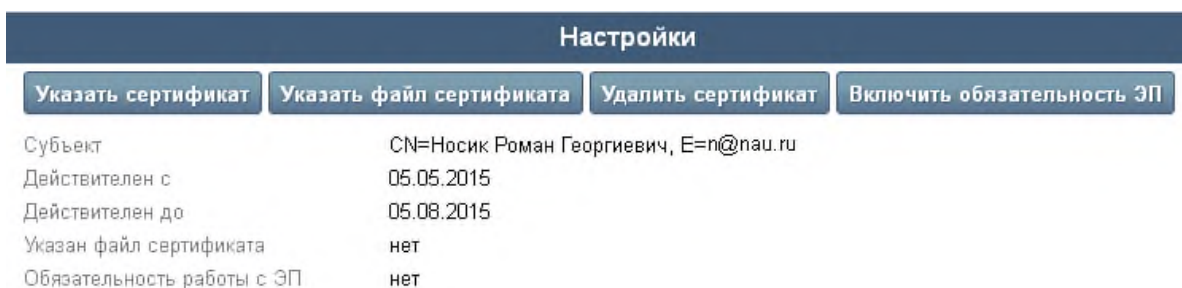 Настройки
Указать сертификат Указать файл сертификата Удалить сертификат Включить обязательность ЭП
Субъект CN=Носик Роман Георгиевич, E=n@nau.ru
Действителен с 05.05.2015
Действителен до 05.08.2015
Указан файл сертификата нет
Обязательность работы с ЭП нет